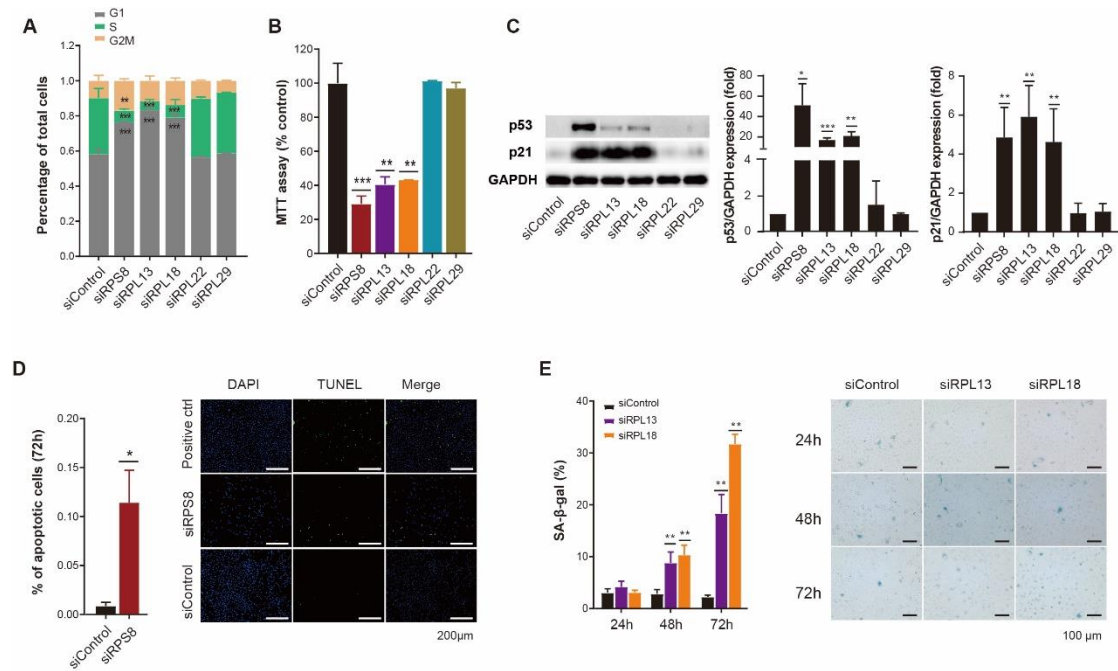 A
G1
S
G2M
Percentage of total cells
1.2
1.0
0.8
0.6
0.4
0.2
0.0
** 
*** *** ***
*** *** ***
siControl
siRPS8
siRPL13
siRPL18
siRPL22
siRPL29
B
MTT assay (% control)
120
100
80
60
40
20
0
***
**
**
siControl
siRPS8
siRPL13
siRPL18
siRPL22
siRPL29
C
p53
p21
GAPDH
siControl
siRPS8
siRPL13
siRPL18
siRPL22
siRPL29
p53/GAPDH expression (fold)
80
60
40
20
4
2
0
*
***
**
siControl
siRPS8
siRPL13
siRPL18
siRPL22
siRPL29
p21/GAPDH expression (fold)
8
6
4
2
0
**
**
**
siControl
siRPS8
siRPL13
siRPL18
siRPL22
siRPL29
D
% of apoptotic cells (72h)
0.20
0.15
0.10
0.05
0.00
*
siControl
siRPS8
DAPI TUNEL Merge
Positive ctrl
siRPS8
siControl
200µm
E
siControl
siRPL13
siRPL18
SA-β-gal (%)
40
30
20
10
0
** **
** **
24h 48h 72h
siControl siRPL13 siRPL18
24h
48h
72h
100 µm